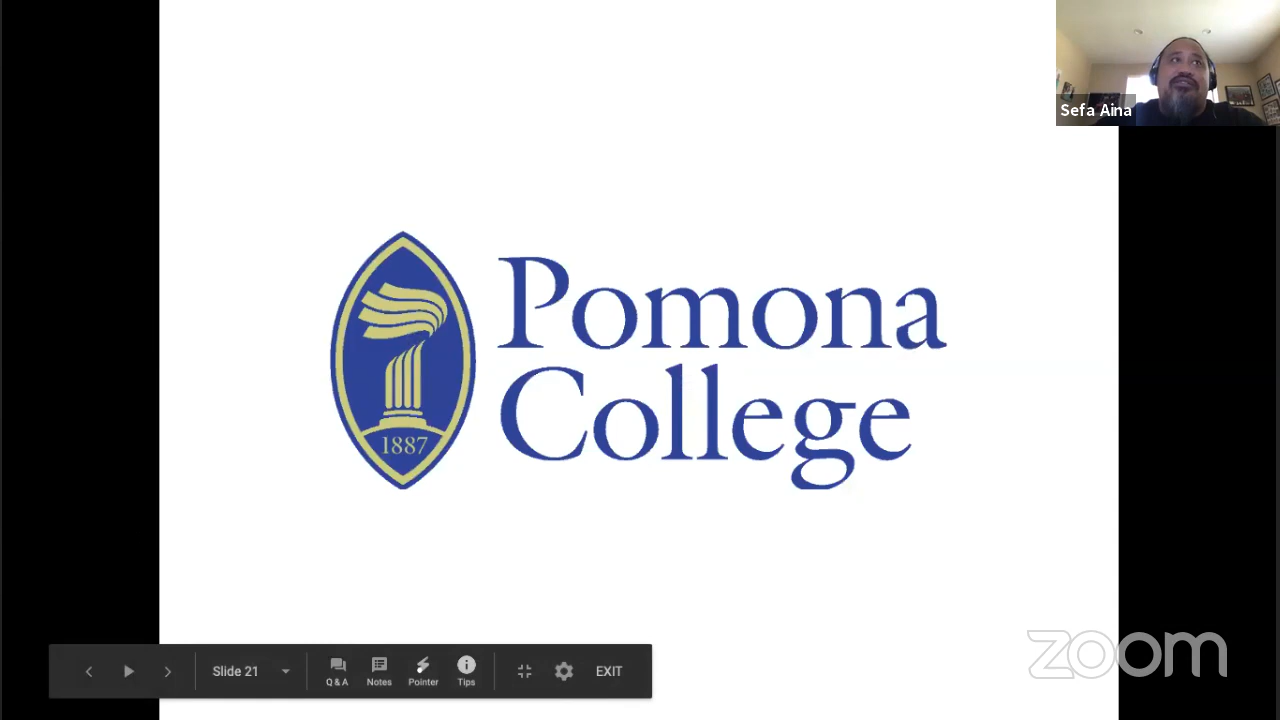 Sefa Aina
Pomona
College
1887
Slide 21
Q & A
Notes
Pointer
Tips
EXIT
zoom